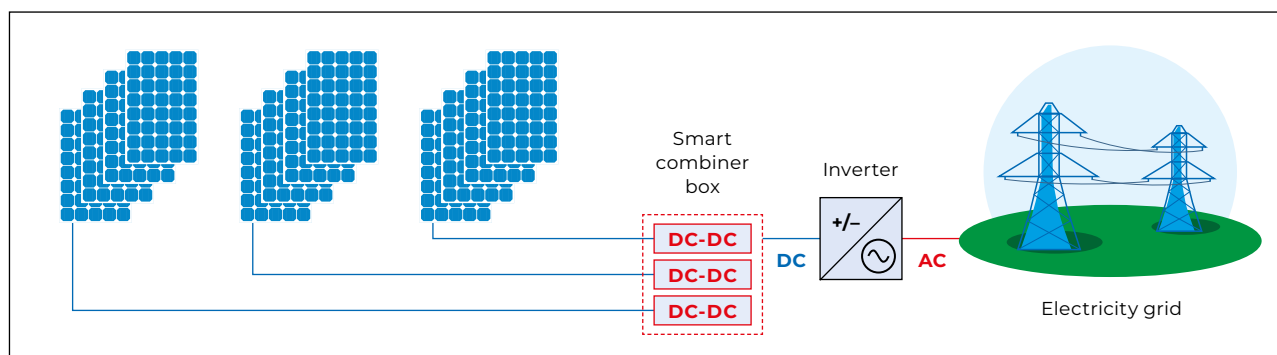 Smart
combiner
box
DC-DC
DC-DC
DC-DC
DC
Inverter
+/–
AC
Electricity grid